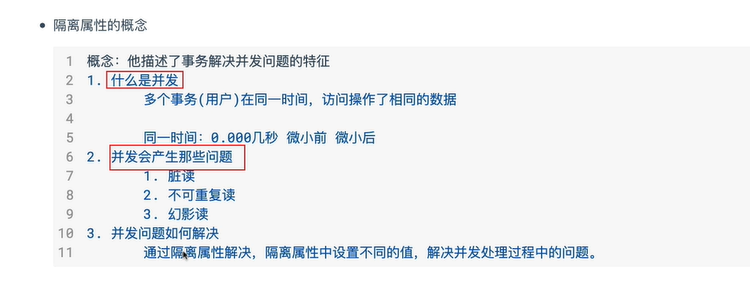 隔离属性的概念
1 概念：他描述了事务解决并发问题的特征
2 1. 什么是并发
3 多个事务(用户)在同一时间，访问操作了相同的数据
4
5 同一时间：0.000几秒 微小前 微小后
6 2. 并发会产生那些问题
7 1. 脏读
8 2. 不可重复读
9 3. 幻影读
10 3. 并发问题如何解决
11 通过隔离属性解决，隔离属性中设置不同的值，解决并发处理过程中的问题。